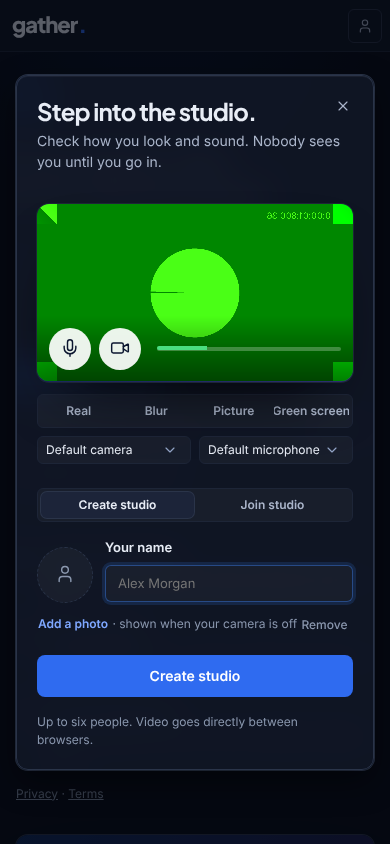 gather.
Step into the studio.
Check how you look and sound. Nobody sees
you until you go in.
Real
Blur
Picture
Green screen
Default camera
Default microphone
Create studio
Join studio
Your name
Alex Morgan
Add a photo · shown when your camera is off Remove
Create studio
Up to six people. Video goes directly between
browsers.
Privacy · Terms